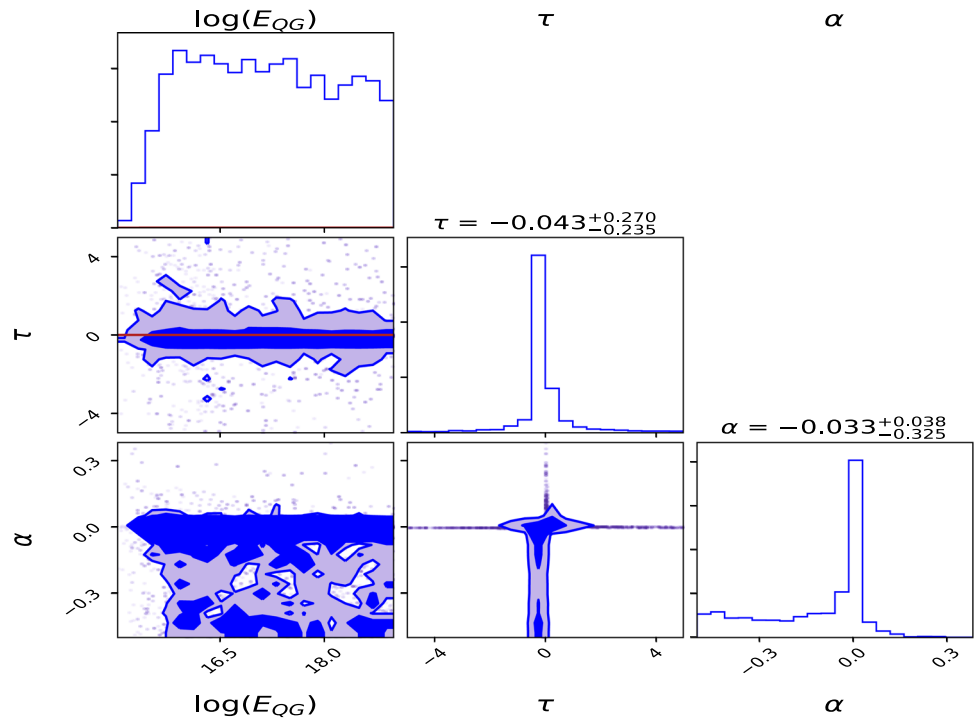 log(E_QG) τ α
τ = −0.043^{+0.270}_{−0.235}
4
τ 0
−4
α = −0.033^{+0.038}_{−0.325}
0.3
α 0.0
−0.3
16.5 18.0 −4 0 4 −0.3 0.0 0.3
log(E_QG) τ α